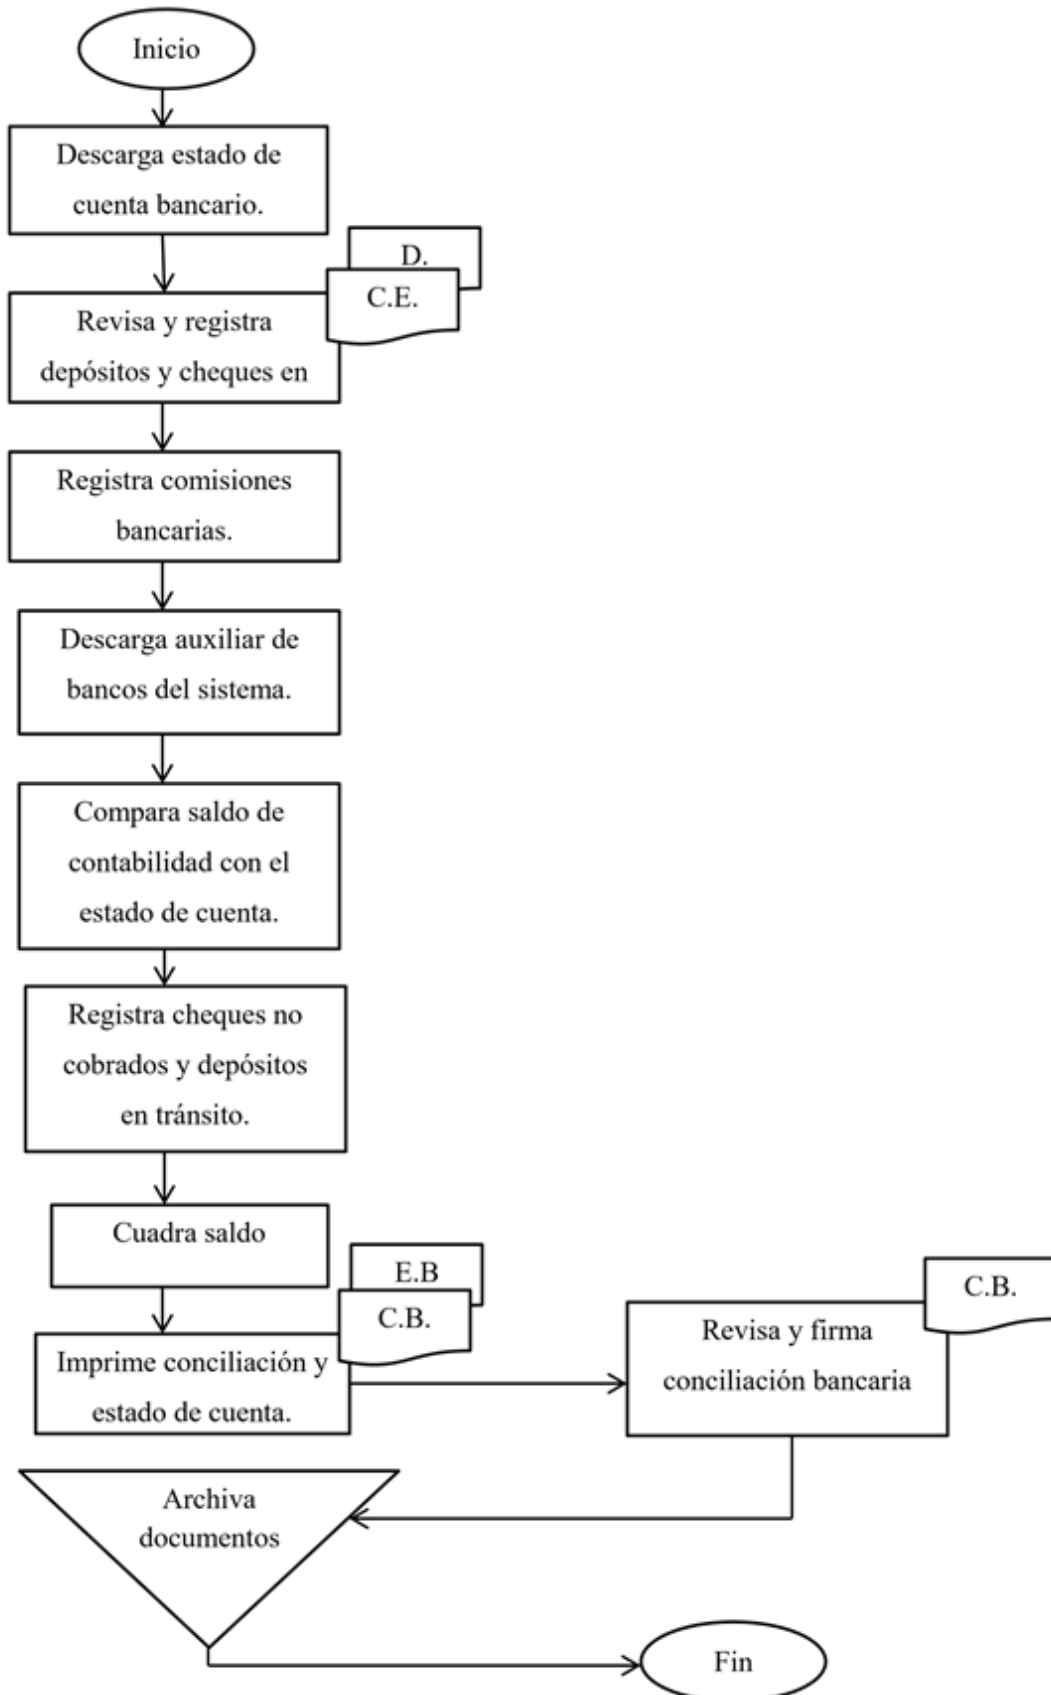 Inicio
Descarga estado de
cuenta bancario.
D.
C.E.
Revisa y registra
depósitos y cheques en
Registra comisiones
bancarias.
Descarga auxiliar de
bancos del sistema.
Compara saldo de
contabilidad con el
estado de cuenta.
Registra cheques no
cobrados y depósitos
en tránsito.
Cuadra saldo
E.B
C.B.
Imprime conciliación y
estado de cuenta.
C.B.
Revisa y firma
conciliación bancaria
Archiva
documentos
Fin